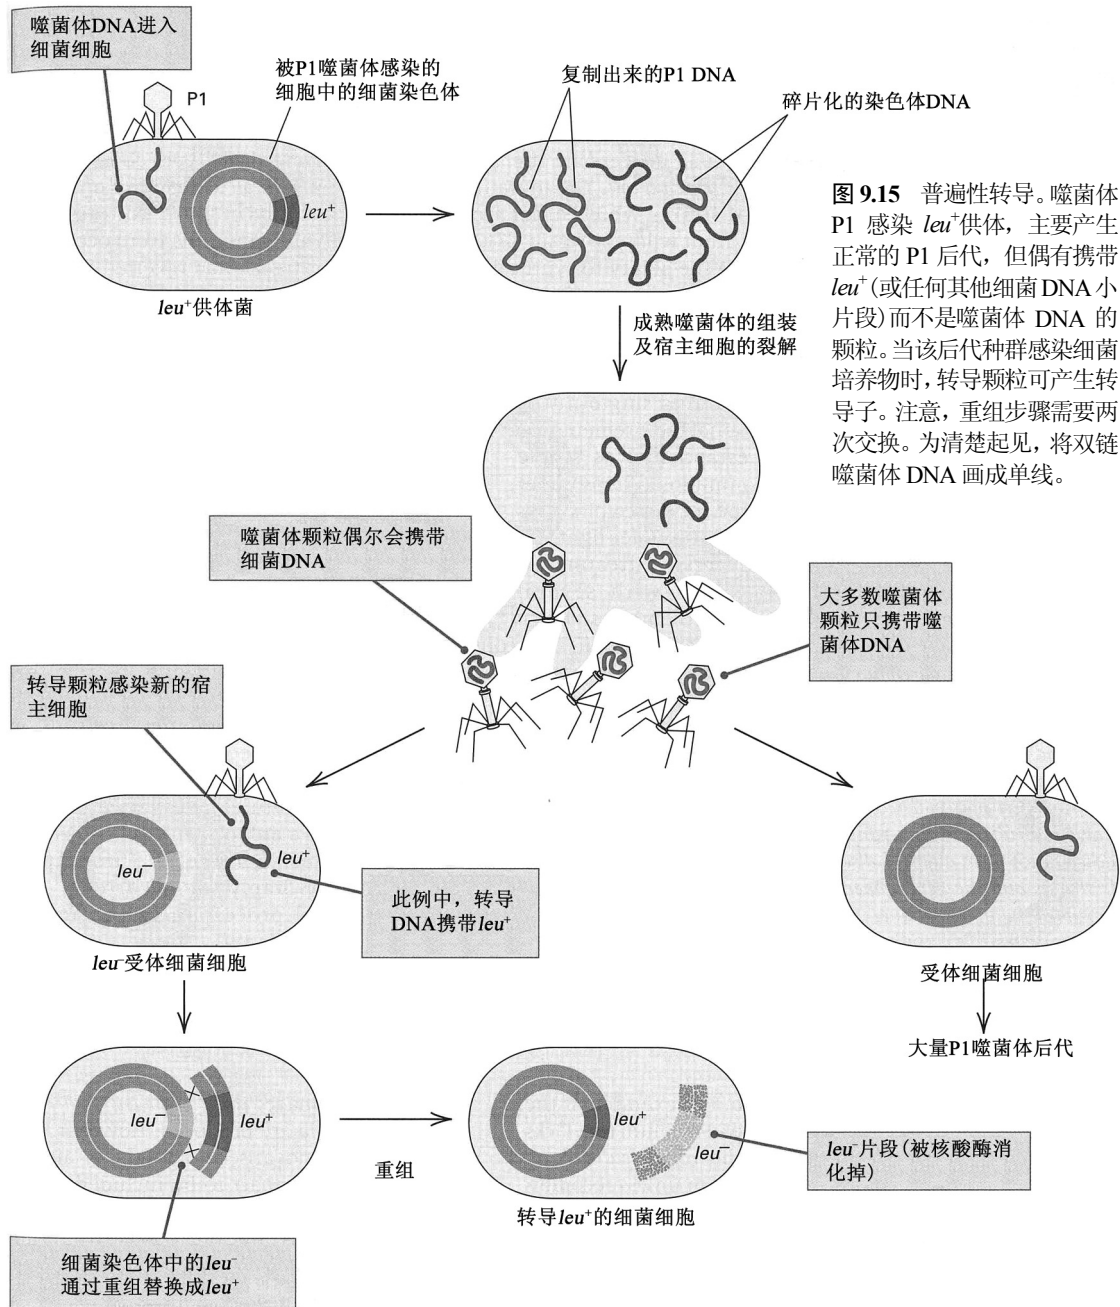 噬菌体DNA进入
细菌细胞
P1
被P1噬菌体感染的
细胞中的细菌染色体
复制出来的P1 DNA
碎片化的染色体DNA
leu⁺
leu⁺供体菌
图 9.15 普遍性转导。噬菌体
P1 感染 leu⁺供体，主要产生
正常的 P1 后代，但偶有携带
leu⁺(或任何其他细菌 DNA 小
片段)而不是噬菌体 DNA 的
颗粒。当该后代种群感染细菌
培养物时，转导颗粒可产生转
导子。注意，重组步骤需要两
次交换。为清楚起见，将双链
噬菌体 DNA 画成单线。
成熟噬菌体的组装
及宿主细胞的裂解
噬菌体颗粒偶尔会携带
细菌DNA
大多数噬菌体
颗粒只携带噬
菌体DNA
转导颗粒感染新的宿
主细胞
leu⁻
leu⁺
此例中，转导
DNA携带leu⁺
leu⁻受体细菌细胞
受体细菌细胞
大量P1噬菌体后代
leu⁻
leu⁺
重组
leu⁺
leu⁻
leu⁻片段(被核酸酶消
化掉)
转导leu⁺的细菌细胞
细菌染色体中的leu⁻
通过重组替换成leu⁺